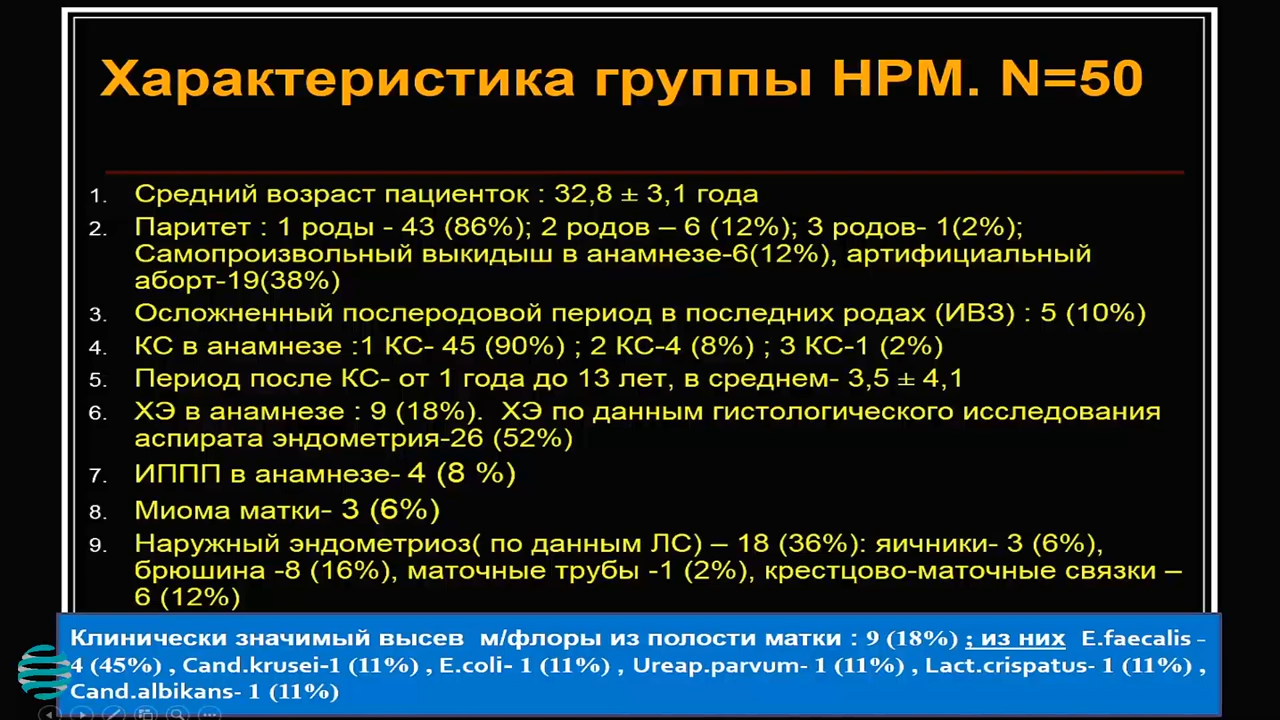 Характеристика группы НРМ. N=50
1. Средний возраст пациенток : 32,8 ± 3,1 года
2. Паритет : 1 роды - 43 (86%); 2 родов – 6 (12%); 3 родов- 1(2%);
Самопроизвольный выкидыш в анамнезе-6(12%), артифициальный
аборт-19(38%)
3. Осложненный послеродовой период в последних родах (ИВЗ) : 5 (10%)
4. КС в анамнезе :1 КС- 45 (90%) ; 2 КС-4 (8%) ; 3 КС-1 (2%)
5. Период после КС- от 1 года до 13 лет, в среднем- 3,5 ± 4,1
6. ХЭ в анамнезе : 9 (18%). ХЭ по данным гистологического исследования
аспирата эндометрия-26 (52%)
7. ИППП в анамнезе- 4 (8 %)
8. Миома матки- 3 (6%)
9. Наружный эндометриоз( по данным ЛС) – 18 (36%): яичники- 3 (6%),
брюшина -8 (16%), маточные трубы -1 (2%), крестцово-маточные связки –
6 (12%)
Клинически значимый высев м/флоры из полости матки : 9 (18%) ; из них E.faecalis -
4 (45%) , Cand.krusei-1 (11%) , E.coli- 1 (11%) , Ureap.parvum- 1 (11%) , Lact.crispatus- 1 (11%) ,
Cand.albikans- 1 (11%)